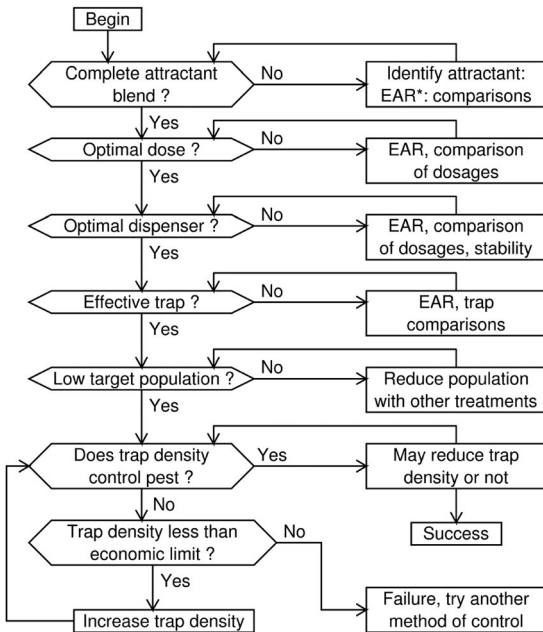 Begin
Complete attractant
blend ?
No
Identify attractant:
EAR*: comparisons
Yes
Optimal dose ?
No
EAR, comparison
of dosages
Yes
Optimal dispenser ?
No
EAR, comparison
of dosages, stability
Yes
Effective trap ?
No
EAR, trap
comparisons
Yes
Low target population ?
No
Reduce population
with other treatments
Yes
Does trap density
control pest ?
Yes
May reduce trap
density or not
No
Success
Trap density less than
economic limit ?
No
Yes
Increase trap density
Failure, try another
method of control